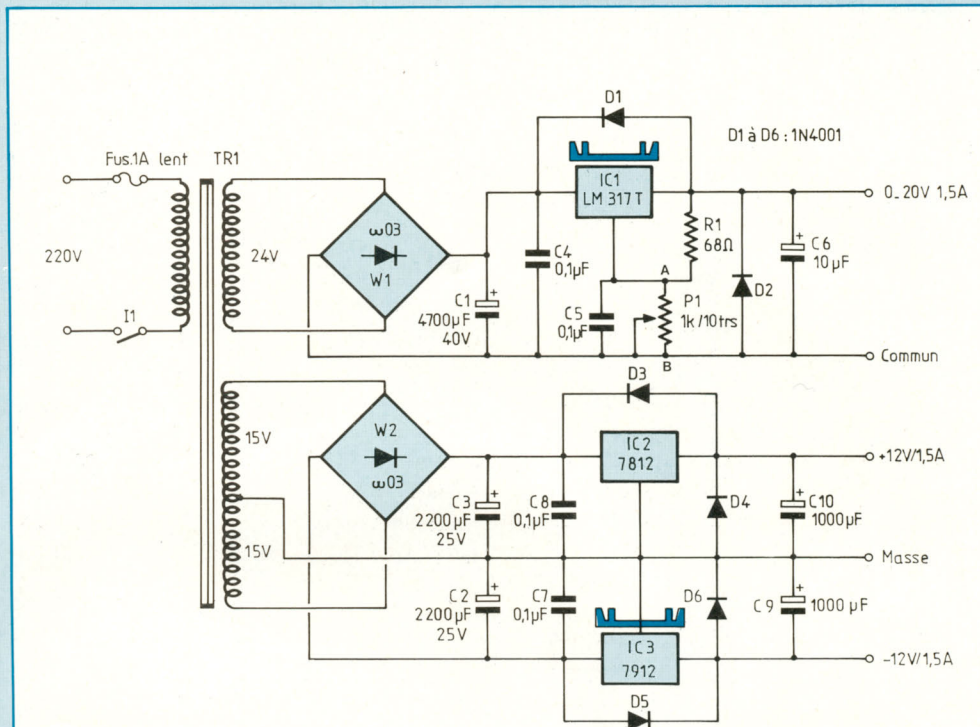 Fus.1A lent
TR1
220V
I1
24V
ω03
W1
C1
4700µF
40V
D1
IC1
LM 317 T
C4
0,1µF
R1
68Ω
A
C5
0,1µF
P1
1k/10trs
B
D2
D1 à D6 : 1N4001
0_20V 1,5A
C6
10µF
Commun
15V
15V
W2
ω03
D3
IC2
7812
C3
2200µF
25V
C8
0,1µF
D4
C10
1000µF
+12V/1,5A
Masse
C2
2200µF
25V
C7
0,1µF
D6
C9
1000µF
IC3
7912
D5
-12V/1,5A